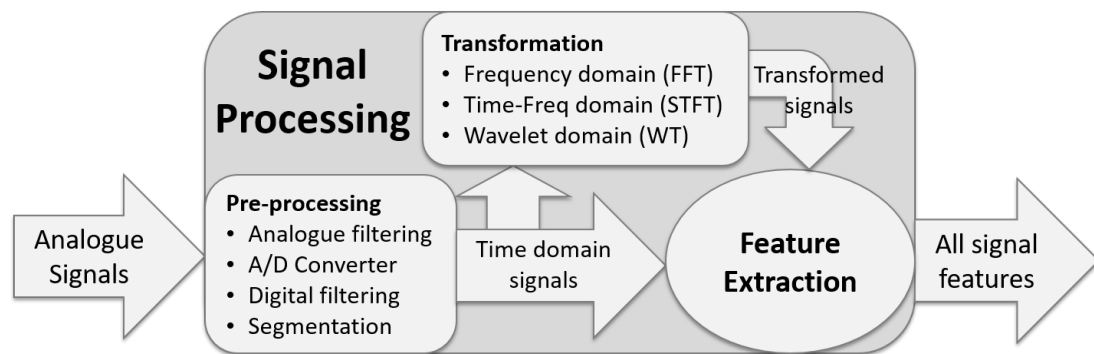 Signal
Processing
Transformation
• Frequency domain (FFT)
• Time-Freq domain (STFT)
• Wavelet domain (WT)
Transformed
signals
Analogue
Signals
Pre-processing
• Analogue filtering
• A/D Converter
• Digital filtering
• Segmentation
Time domain
signals
Feature
Extraction
All signal
features